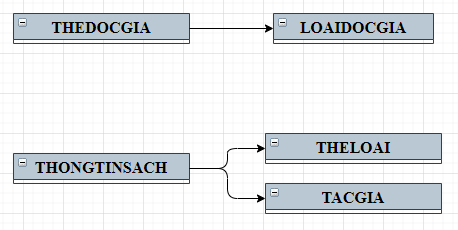 THEDOCGIA
LOAIDOCGIA
THELOAI
THONGTINSACH
TACGIA